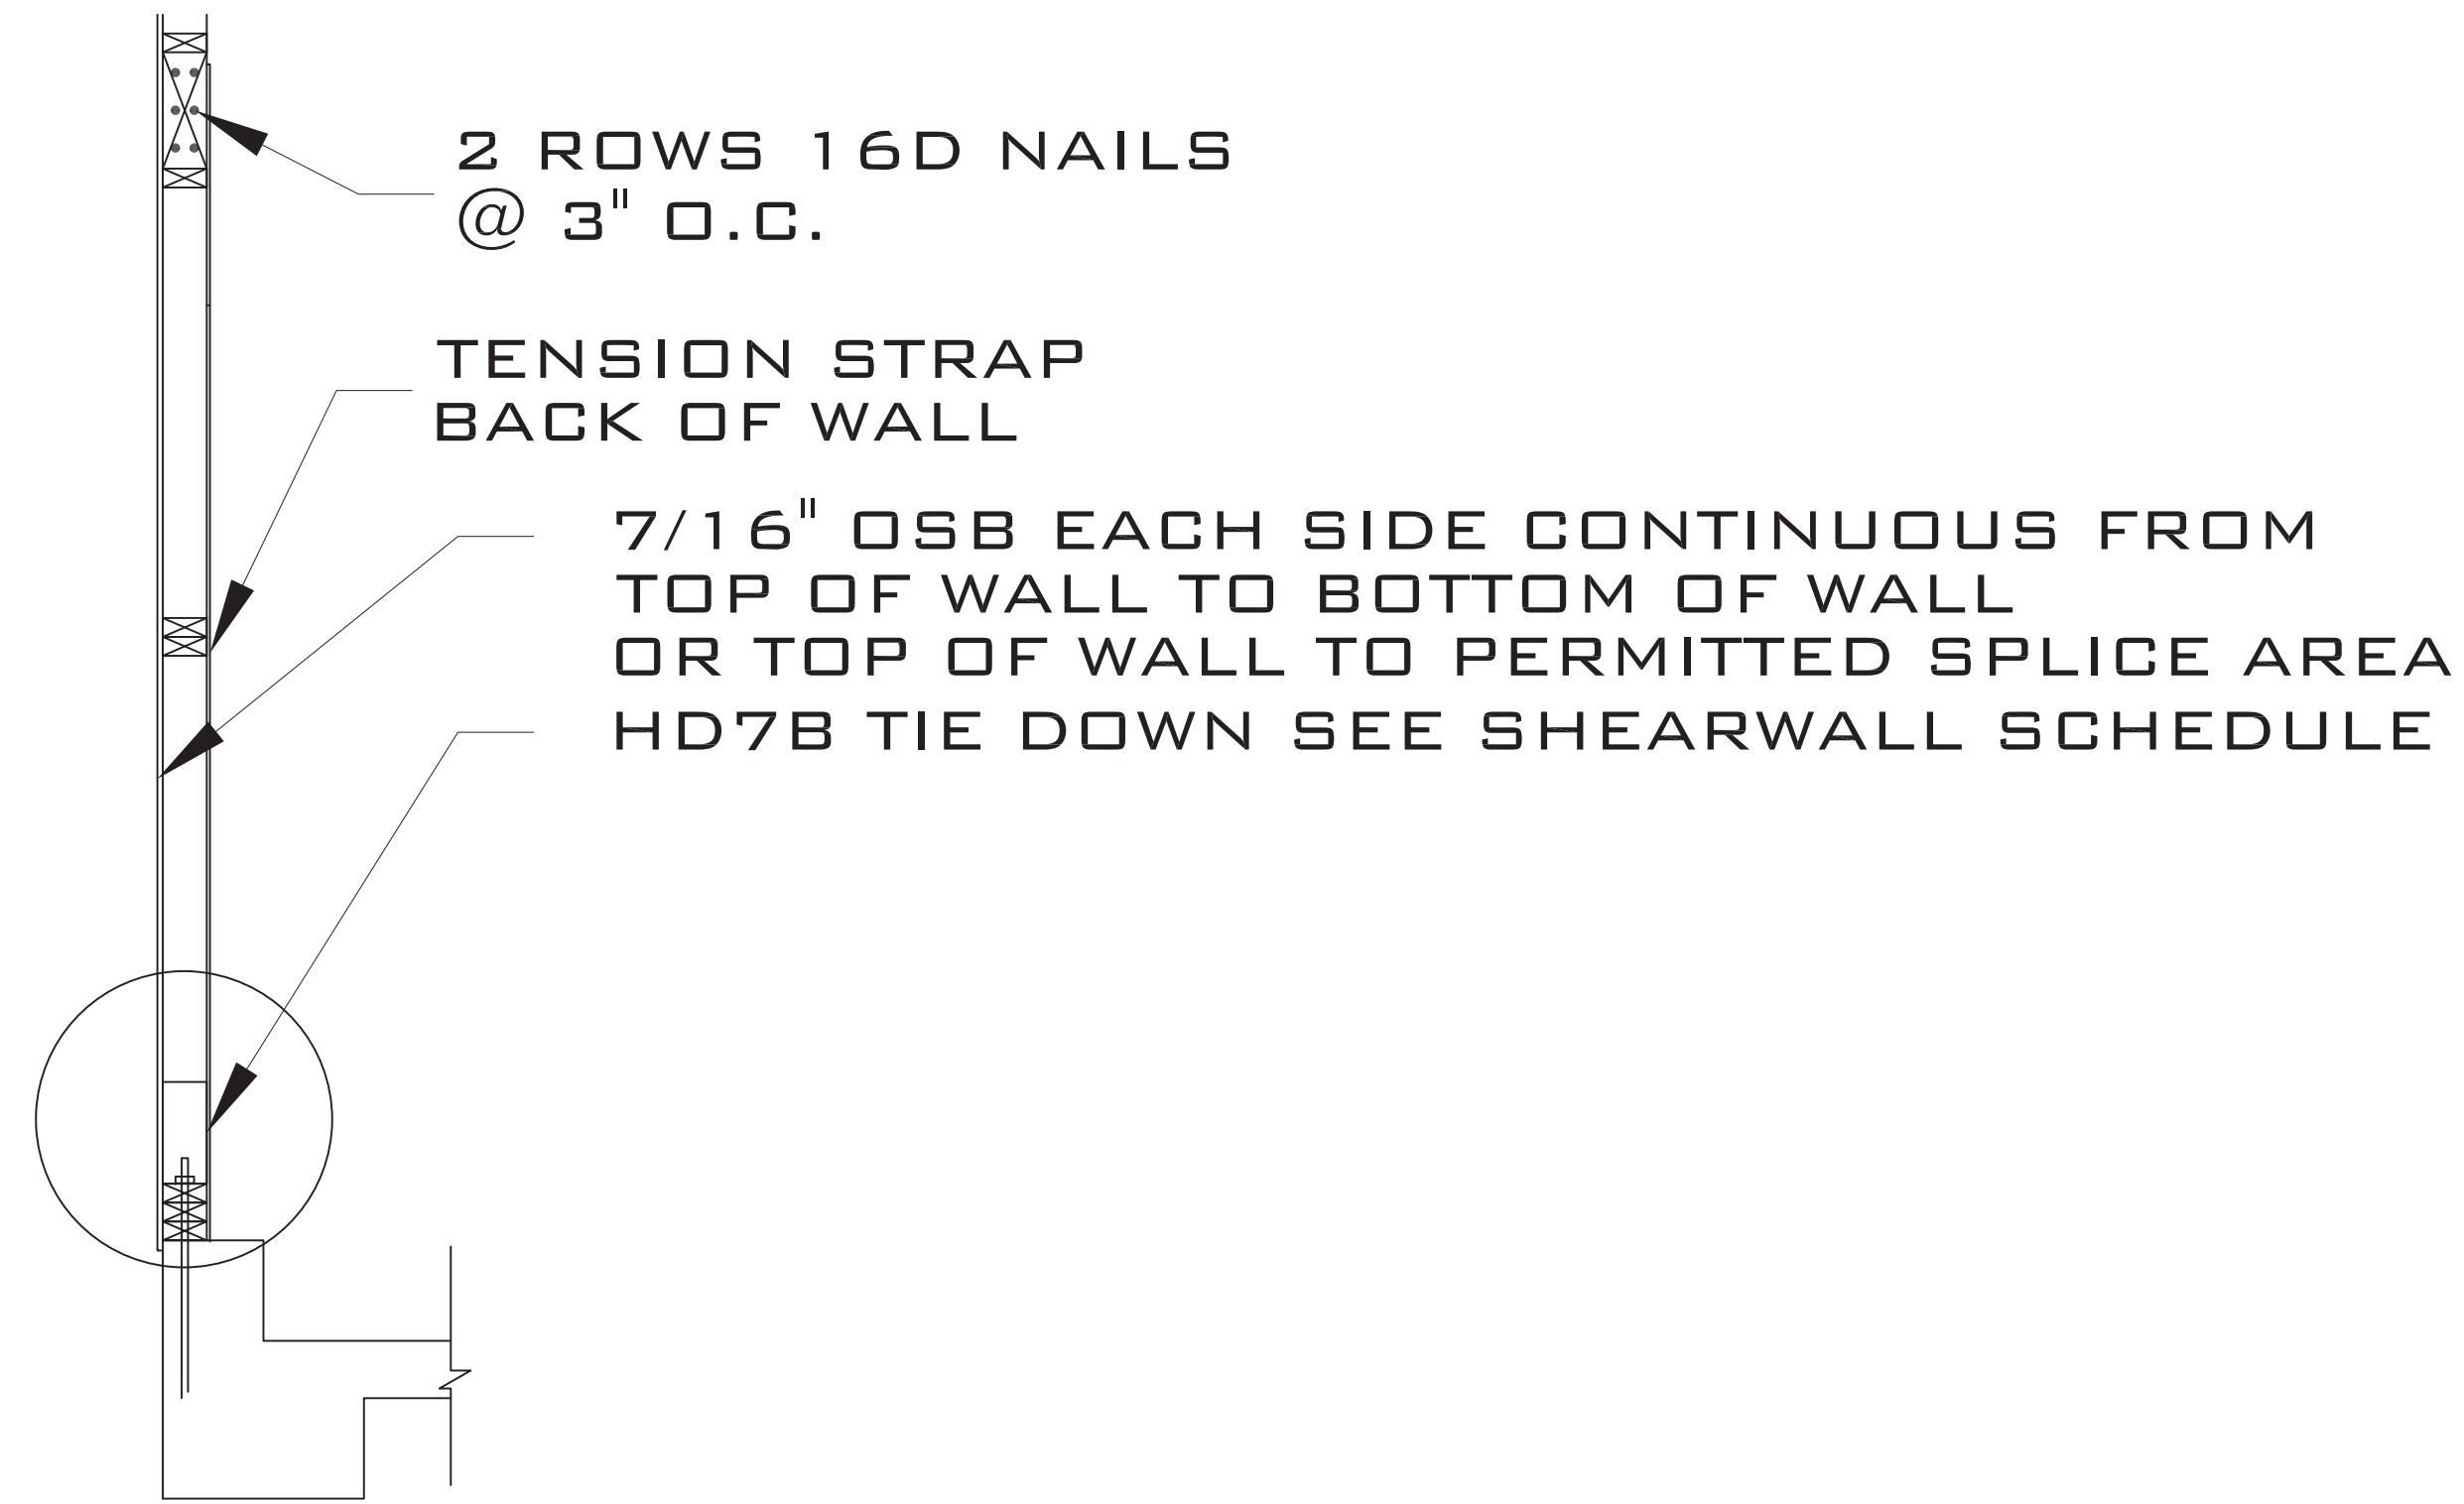 2 ROWS 16D NAILS
@ 3" O.C.
TENSION STRAP
BACK OF WALL
7/16" OSB EACH SIDE CONTINUOUS FROM
TOP OF WALL TO BOTTOM OF WALL
OR TOP OF WALL TO PERMITTED SPLICE AREA
HD7B TIE DOWN SEE SHEARWALL SCHEDULE